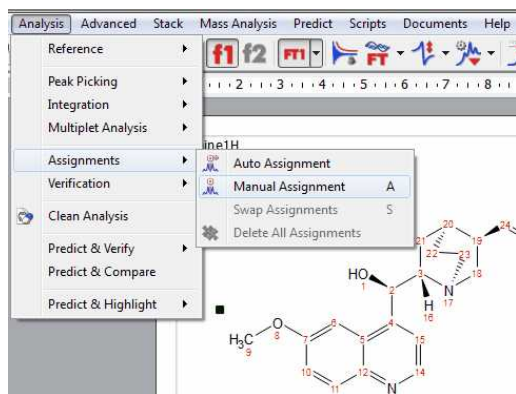 Analysis Advanced Stack Mass Analysis Predict Scripts Documents Help
Reference
f1 f2 FT1 FT
Peak Picking
2 3 4 5 6 7 8
Integration
Multiplet Analysis
ine1H
Assignments
Auto Assignment
Verification
Manual Assignment A
Clean Analysis
Swap Assignments S
Delete All Assignments
Predict & Verify
Predict & Compare
Predict & Highlight
20 24
21 19
22 23
HO 3 18
1 2 N
H 17
16
4
H3C O 6 5 15
9 8 7
10 12 14
11 N